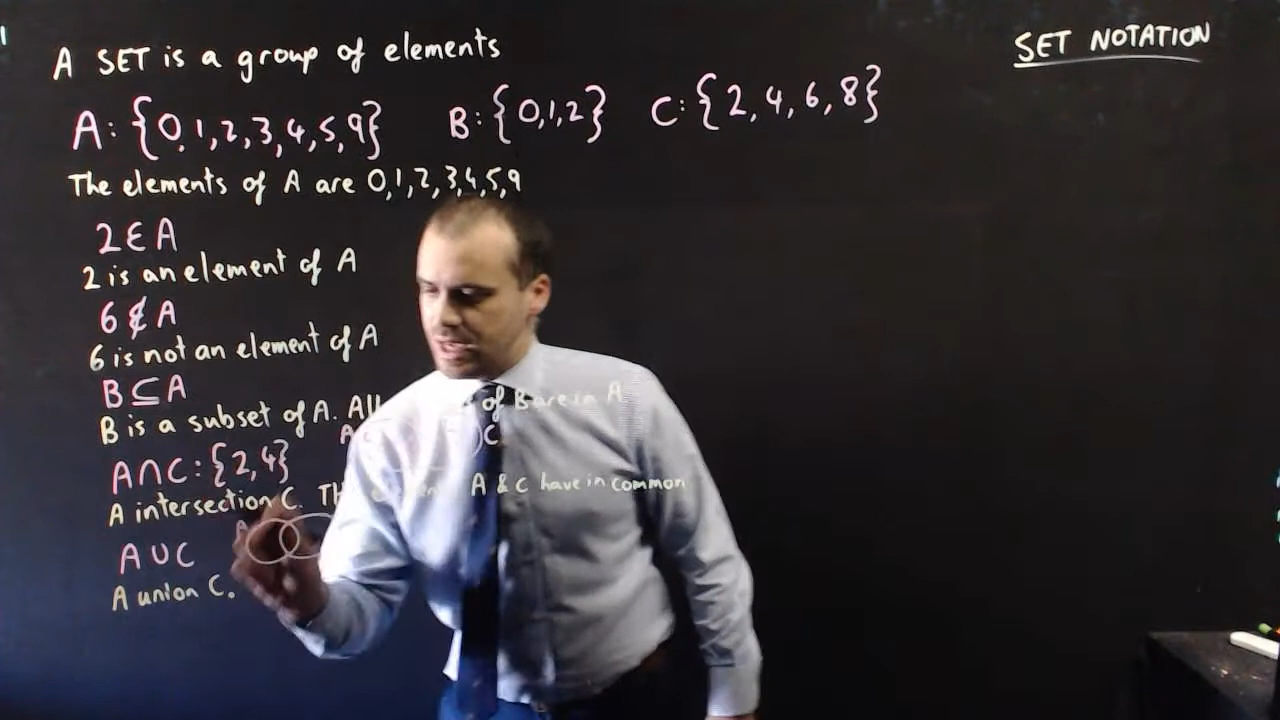 SET NOTATION
A SET is a group of elements
A: {0,1,2,3,4,5,9} B: {0,1,2} C: {2,4,6,8}
The elements of A are 0,1,2,3,4,5,9
2 ∈ A
2 is an element of A
6 ∉ A
6 is not an element of A
B ⊆ A
B is a subset of A. All of B are in A
A C
A ∩ C: {2,4}
A intersection C. A & C have in common
A
A ∪ C
A union C.